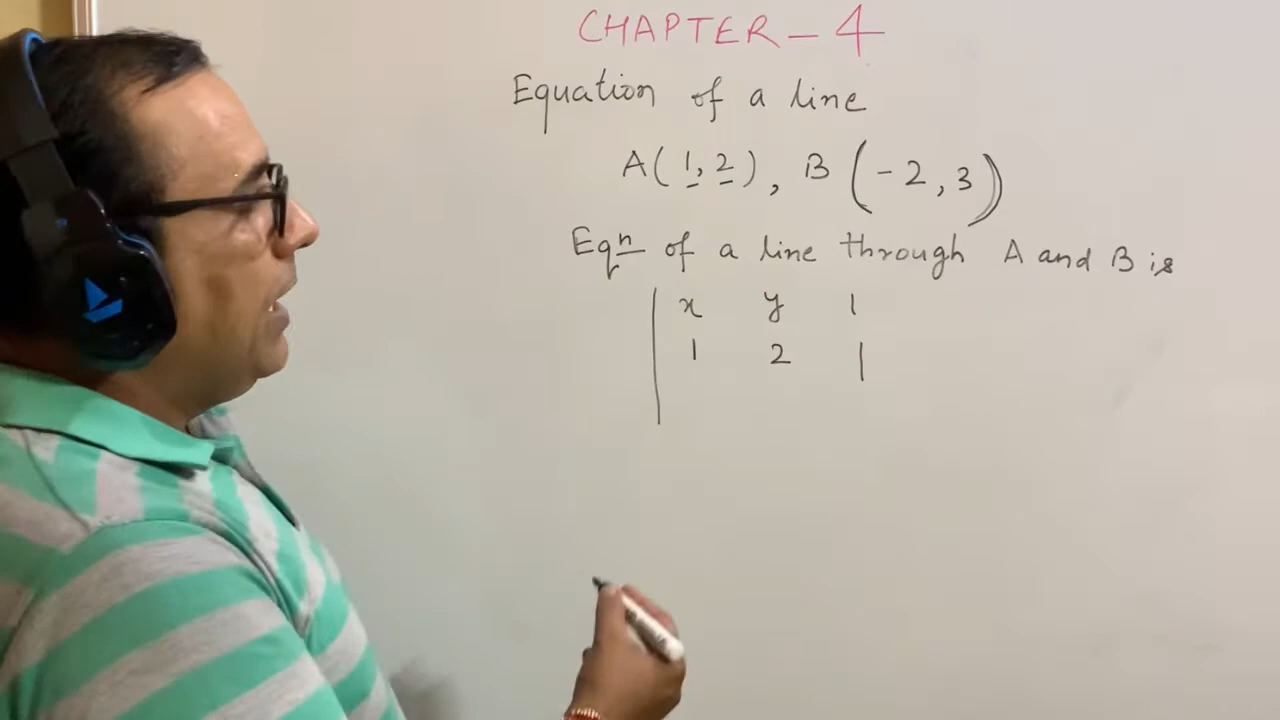 CHAPTER - 4
Equation of a line
A(1,2), B(-2,3)
Eqn of a line through A and B is
| x y 1
1 2 1